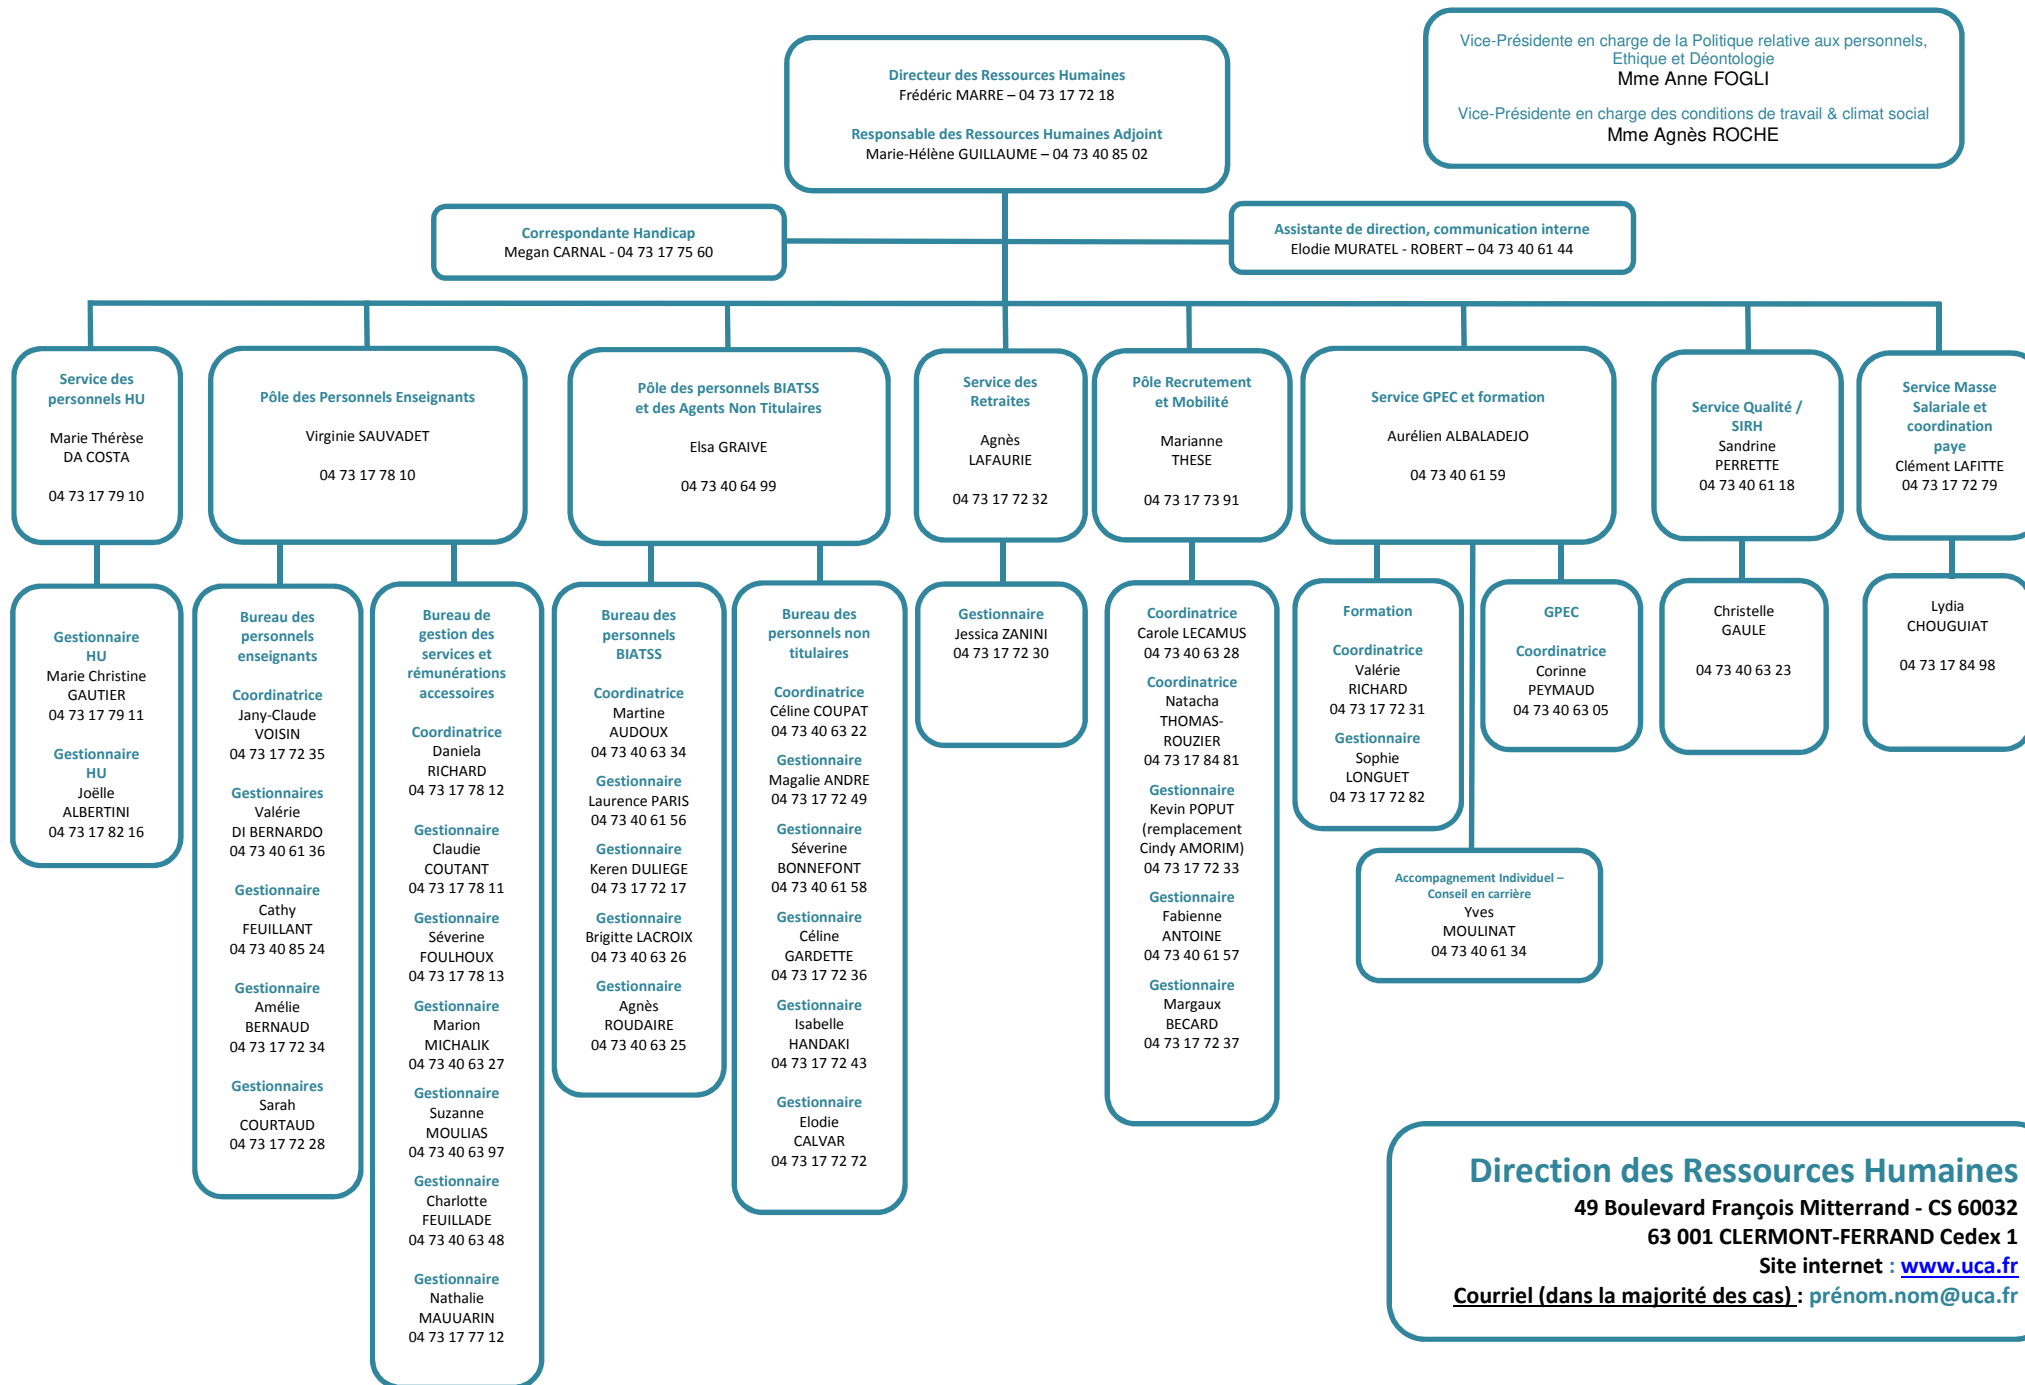 Vice-Présidente en charge de la Politique relative aux personnels,
Ethique et Déontologie
Mme Anne FOGLI
Vice-Présidente en charge des conditions de travail & climat social
Mme Agnès ROCHE
Directeur des Ressources Humaines
Frédéric MARRE – 04 73 17 72 18
Responsable des Ressources Humaines Adjoint
Marie-Hélène GUILLAUME – 04 73 40 85 02
Correspondante Handicap
Megan CARNAL - 04 73 17 75 60
Assistante de direction, communication interne
Elodie MURATEL - ROBERT – 04 73 40 61 44
Service des
personnels HU
Marie Thérèse
DA COSTA
04 73 17 79 10
Pôle des Personnels Enseignants
Virginie SAUVADET
04 73 17 78 10
Pôle des personnels BIATSS
et des Agents Non Titulaires
Elsa GRAIVE
04 73 40 64 99
Service des
Retraites
Agnès
LAFAURIE
04 73 17 72 32
Pôle Recrutement
et Mobilité
Marianne
THESE
04 73 17 73 91
Service GPEC et formation
Aurélien ALBALADEJO
04 73 40 61 59
Service Qualité /
SIRH
Sandrine
PERRETTE
04 73 40 61 18
Service Masse
Salariale et
coordination
paye
Clément LAFITTE
04 73 17 72 79
Gestionnaire
HU
Marie Christine
GAUTIER
04 73 17 79 11
Gestionnaire
HU
Joëlle
ALBERTINI
04 73 17 82 16
Bureau des
personnels
enseignants
Coordinatrice
Jany-Claude
VOISIN
04 73 17 72 35
Gestionnaires
Valérie
DI BERNARDO
04 73 40 61 36
Gestionnaire
Cathy
FEUILLANT
04 73 40 85 24
Gestionnaire
Amélie
BERNAUD
04 73 17 72 34
Gestionnaires
Sarah
COURTAUD
04 73 17 72 28
Bureau de
gestion des
services et
rémunérations
accessoires
Coordinatrice
Daniela
RICHARD
04 73 17 78 12
Gestionnaire
Claudie
COUTANT
04 73 17 78 11
Gestionnaire
Séverine
FOULHOUX
04 73 17 78 13
Gestionnaire
Marion
MICHALIK
04 73 40 63 27
Gestionnaire
Suzanne
MOULIAS
04 73 40 63 97
Gestionnaire
Charlotte
FEUILLADE
04 73 40 63 48
Gestionnaire
Nathalie
MAUUARIN
04 73 17 77 12
Bureau des
personnels
BIATSS
Coordinatrice
Martine
AUDOUX
04 73 40 63 34
Gestionnaire
Laurence PARIS
04 73 40 61 56
Gestionnaire
Keren DULIEGE
04 73 17 72 17
Gestionnaire
Brigitte LACROIX
04 73 40 63 26
Gestionnaire
Agnès
ROUDAIRE
04 73 40 63 25
Bureau des
personnels non
titulaires
Coordinatrice
Céline COUPAT
04 73 40 63 22
Gestionnaire
Magalie ANDRE
04 73 17 72 49
Gestionnaire
Séverine
BONNEFONT
04 73 40 61 58
Gestionnaire
Céline
GARDETTE
04 73 17 72 36
Gestionnaire
Isabelle
HANDAKI
04 73 17 72 43
Gestionnaire
Elodie
CALVAR
04 73 17 72 72
Gestionnaire
Jessica ZANINI
04 73 17 72 30
Coordinatrice
Carole LECAMUS
04 73 40 63 28
Coordinatrice
Natacha
THOMAS-
ROUZIER
04 73 17 84 81
Gestionnaire
Kevin POPUT
(remplacement
Cindy AMORIM)
04 73 17 72 33
Gestionnaire
Fabienne
ANTOINE
04 73 40 61 57
Gestionnaire
Margaux
BECARD
04 73 17 72 37
Formation
Coordinatrice
Valérie
RICHARD
04 73 17 72 31
Gestionnaire
Sophie
LONGUET
04 73 17 72 82
GPEC
Coordinatrice
Corinne
PEYMAUD
04 73 40 63 05
Accompagnement Individuel –
Conseil en carrière
Yves
MOULINAT
04 73 40 61 34
Christelle
GAULE
04 73 40 63 23
Lydia
CHOUGUIAT
04 73 17 84 98
Direction des Ressources Humaines
49 Boulevard François Mitterrand - CS 60032
63 001 CLERMONT-FERRAND Cedex 1
Site internet : www.uca.fr
Courriel (dans la majorité des cas) : prénom.nom@uca.fr